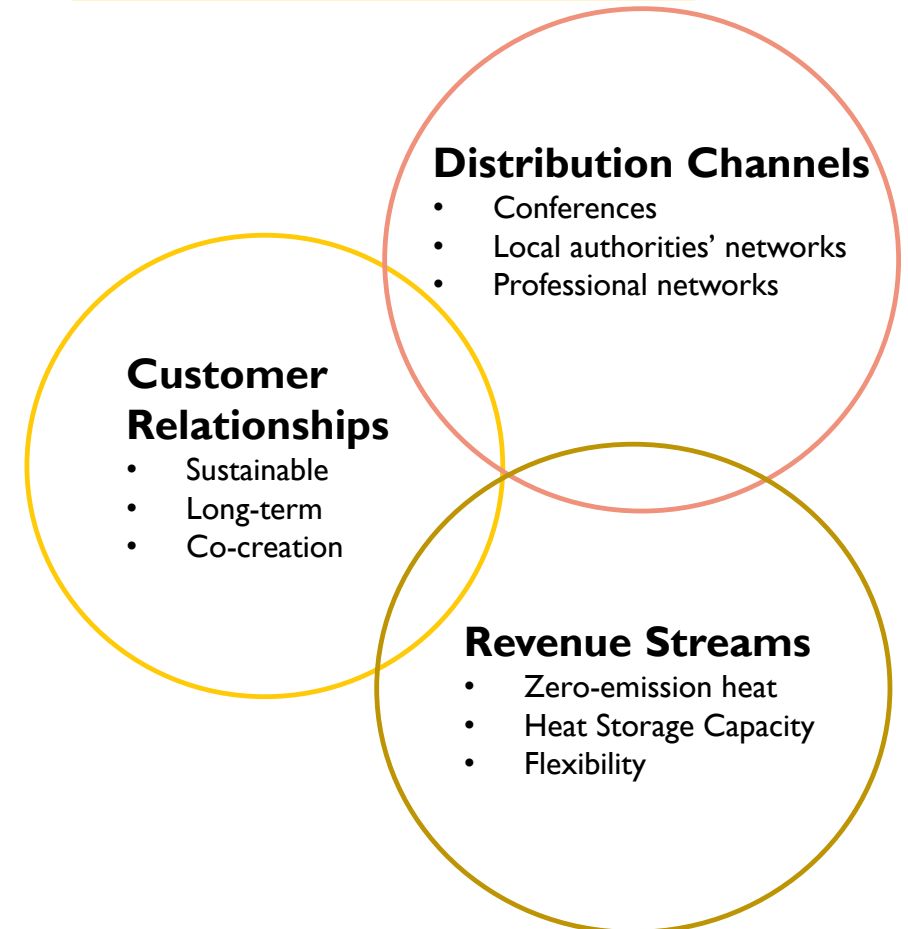 Distribution Channels
• Conferences
• Local authorities’ networks
• Professional networks
Customer
Relationships
• Sustainable
• Long-term
• Co-creation
Revenue Streams
• Zero-emission heat
• Heat Storage Capacity
• Flexibility